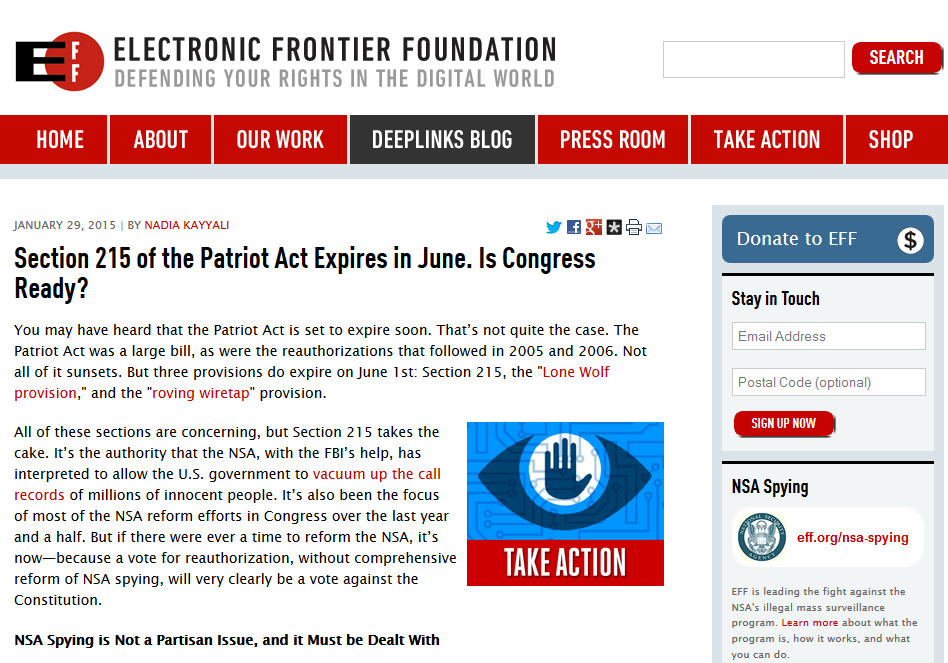 EFF
ELECTRONIC FRONTIER FOUNDATION
DEFENDING YOUR RIGHTS IN THE DIGITAL WORLD
SEARCH
HOME
ABOUT
OUR WORK
DEEPLINKS BLOG
PRESS ROOM
TAKE ACTION
SHOP
JANUARY 29, 2015 | BY NADIA KAYYALI
Section 215 of the Patriot Act Expires in June. Is Congress
Ready?
You may have heard that the Patriot Act is set to expire soon. That’s not quite the case. The
Patriot Act was a large bill, as were the reauthorizations that followed in 2005 and 2006. Not
all of it sunsets. But three provisions do expire on June 1st: Section 215, the "Lone Wolf
provision," and the "roving wiretap" provision.
All of these sections are concerning, but Section 215 takes the
cake. It’s the authority that the NSA, with the FBI’s help, has
interpreted to allow the U.S. government to vacuum up the call
records of millions of innocent people. It’s also been the focus
of most of the NSA reform efforts in Congress over the last year
and a half. But if there were ever a time to reform the NSA, it’s
now—because a vote for reauthorization, without comprehensive
reform of NSA spying, will very clearly be a vote against the
Constitution.
TAKE ACTION
NSA Spying is Not a Partisan Issue, and it Must be Dealt With
Donate to EFF
$
Stay in Touch
Email Address
Postal Code (optional)
SIGN UP NOW
NSA Spying
NATIONAL SECURITY AGENCY
eff.org/nsa-spying
EFF is leading the fight against the
NSA's illegal mass surveillance
program. Learn more about what the
program is, how it works, and what
you can do.